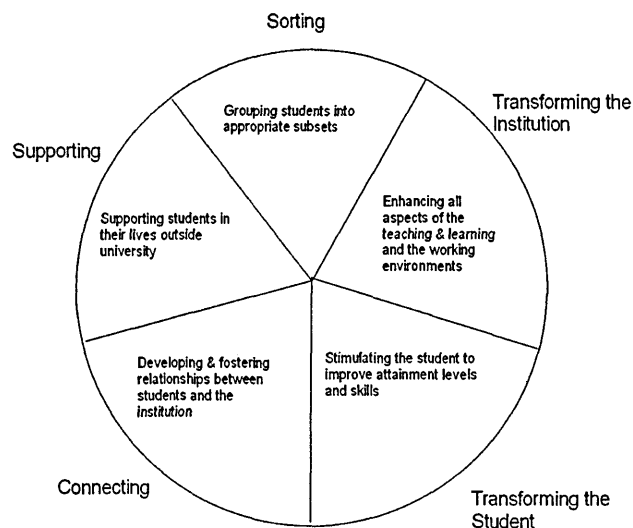 Sorting
Grouping students into
appropriate subsets
Transforming the
Institution
Enhancing all
aspects of the
teaching & learning
and the working
environments
Supporting
Supporting students in
their lives outside
university
Developing & fostering
relationships between
students and the
institution
Stimulating the student to
improve attainment levels
and skills
Connecting
Transforming the
Student